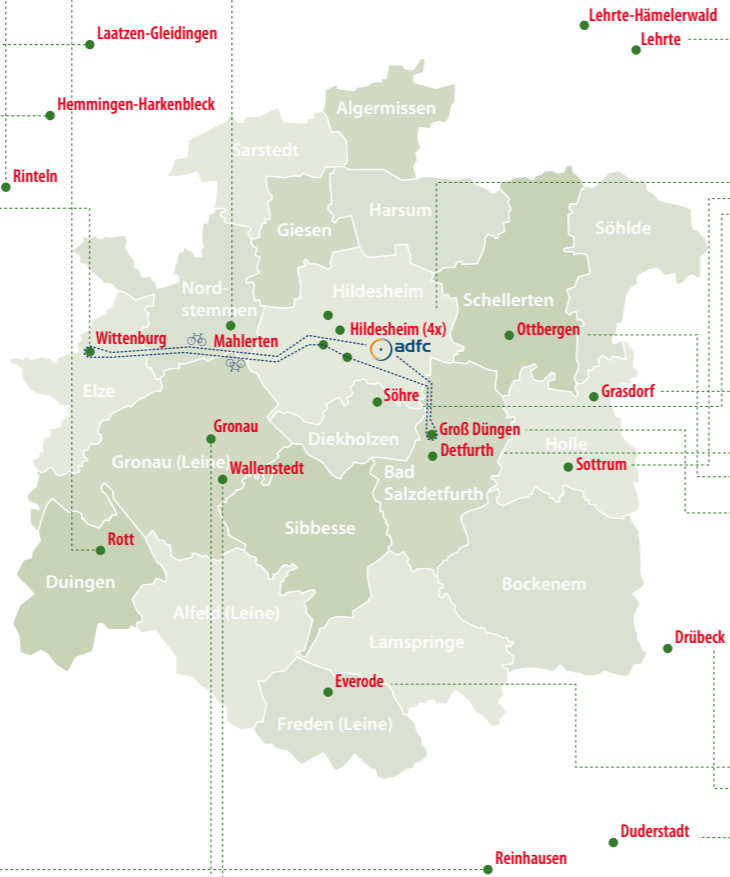 Lehrte-Hämelerwald
Laatzen-Gleidingen
Lehrte
Hemmingen-Harkenbleck
Algermissen
Sarstedt
Rinteln
Harsum
Giesen
Söhlde
Nord-
stemmen
Hildesheim
Schellerten
Wittenburg
Mahlerten
Hildesheim (4x)
adfc
Ottbergen
Elze
Söhre
Grasdorf
Gronau
Diekholzen
Groß Düngen
Holle
Detfurth
Gronau (Leine)
Wallenstedt
Bad
Salzdetfurth
Sottrum
Sibbesse
Rott
Duingen
Bockenem
Alfeld (Leine)
Lamspringe
Drübeck
Everode
Freden (Leine)
Duderstadt
Reinhausen